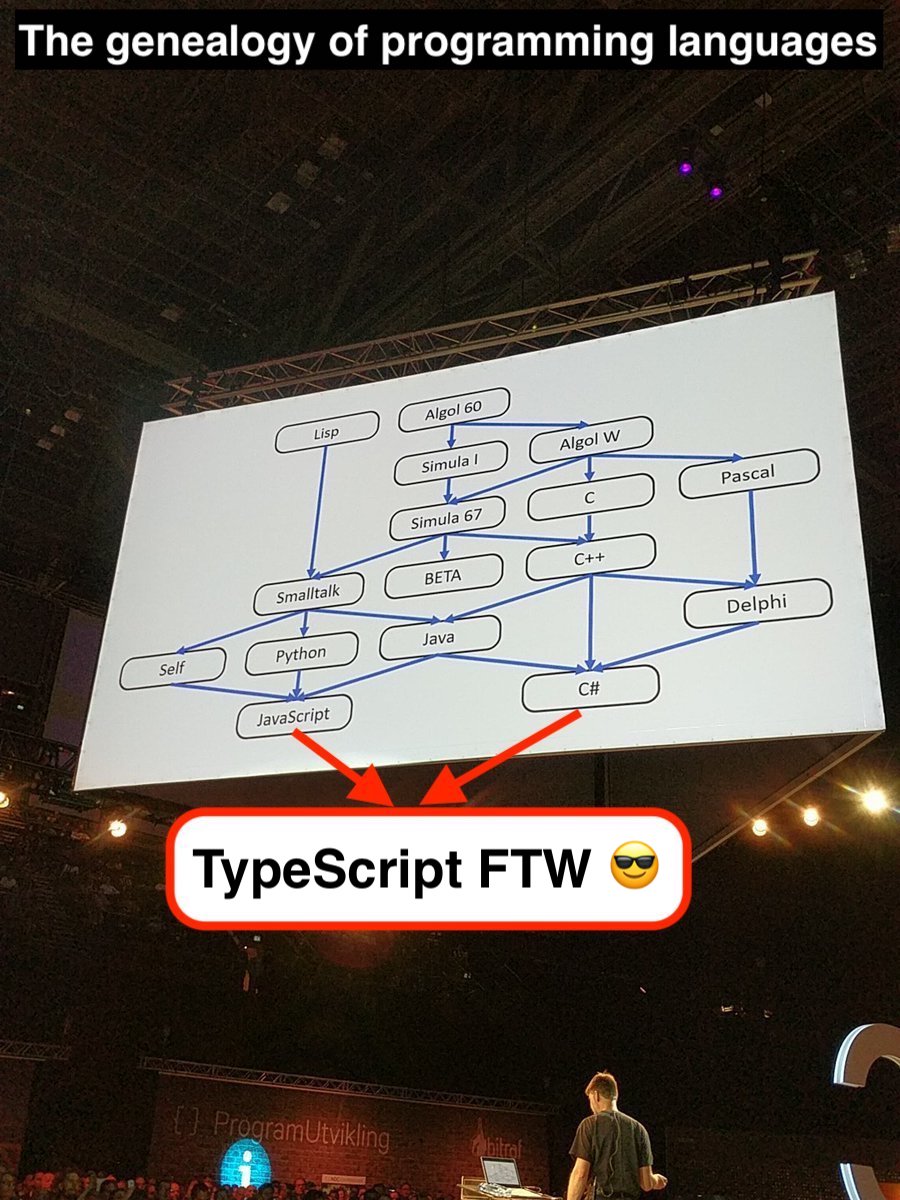 The genealogy of programming languages
Lisp
Algol 60
Algol W
Simula I
Pascal
C
Simula 67
C++
BETA
Smalltalk
Delphi
Java
Python
Self
C#
JavaScript
TypeScript FTW 😎
{ } ProgramUtvikling
bitraf
i